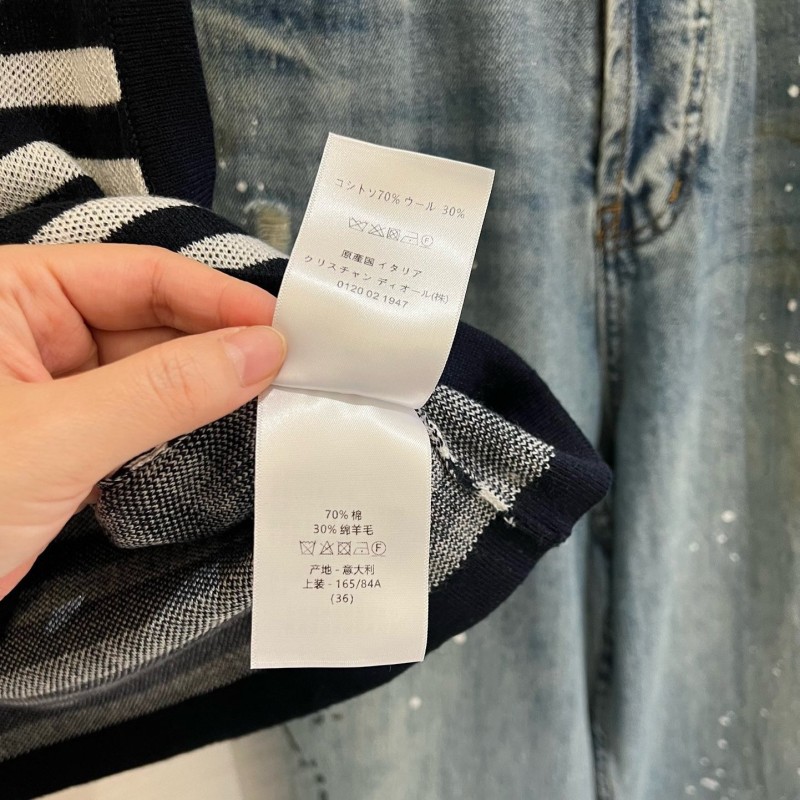 コシトソ70% ウール 30%
F
原産国 イタリア
クリスチャン ディオール(株)
0120 02 1947
70% 棉
30% 绵羊毛
F
产地 - 意大利
上装 - 165/84A
(36)